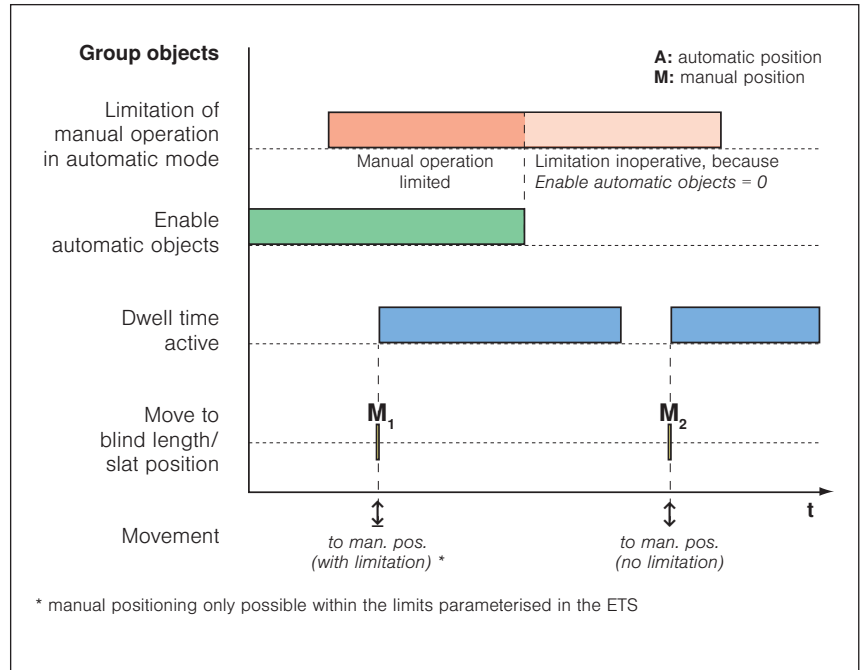 Group objects
A: automatic position
M: manual position
Limitation of
manual operation
in automatic mode
Manual operation
limited
Limitation inoperative, because
Enable automatic objects = 0
Enable
automatic objects
Dwell time
active
Move to
blind length/
slat position
M1
M2
t
Movement
to man. pos.
(with limitation) *
to man. pos.
(no limitation)
* manual positioning only possible within the limits parameterised in the ETS